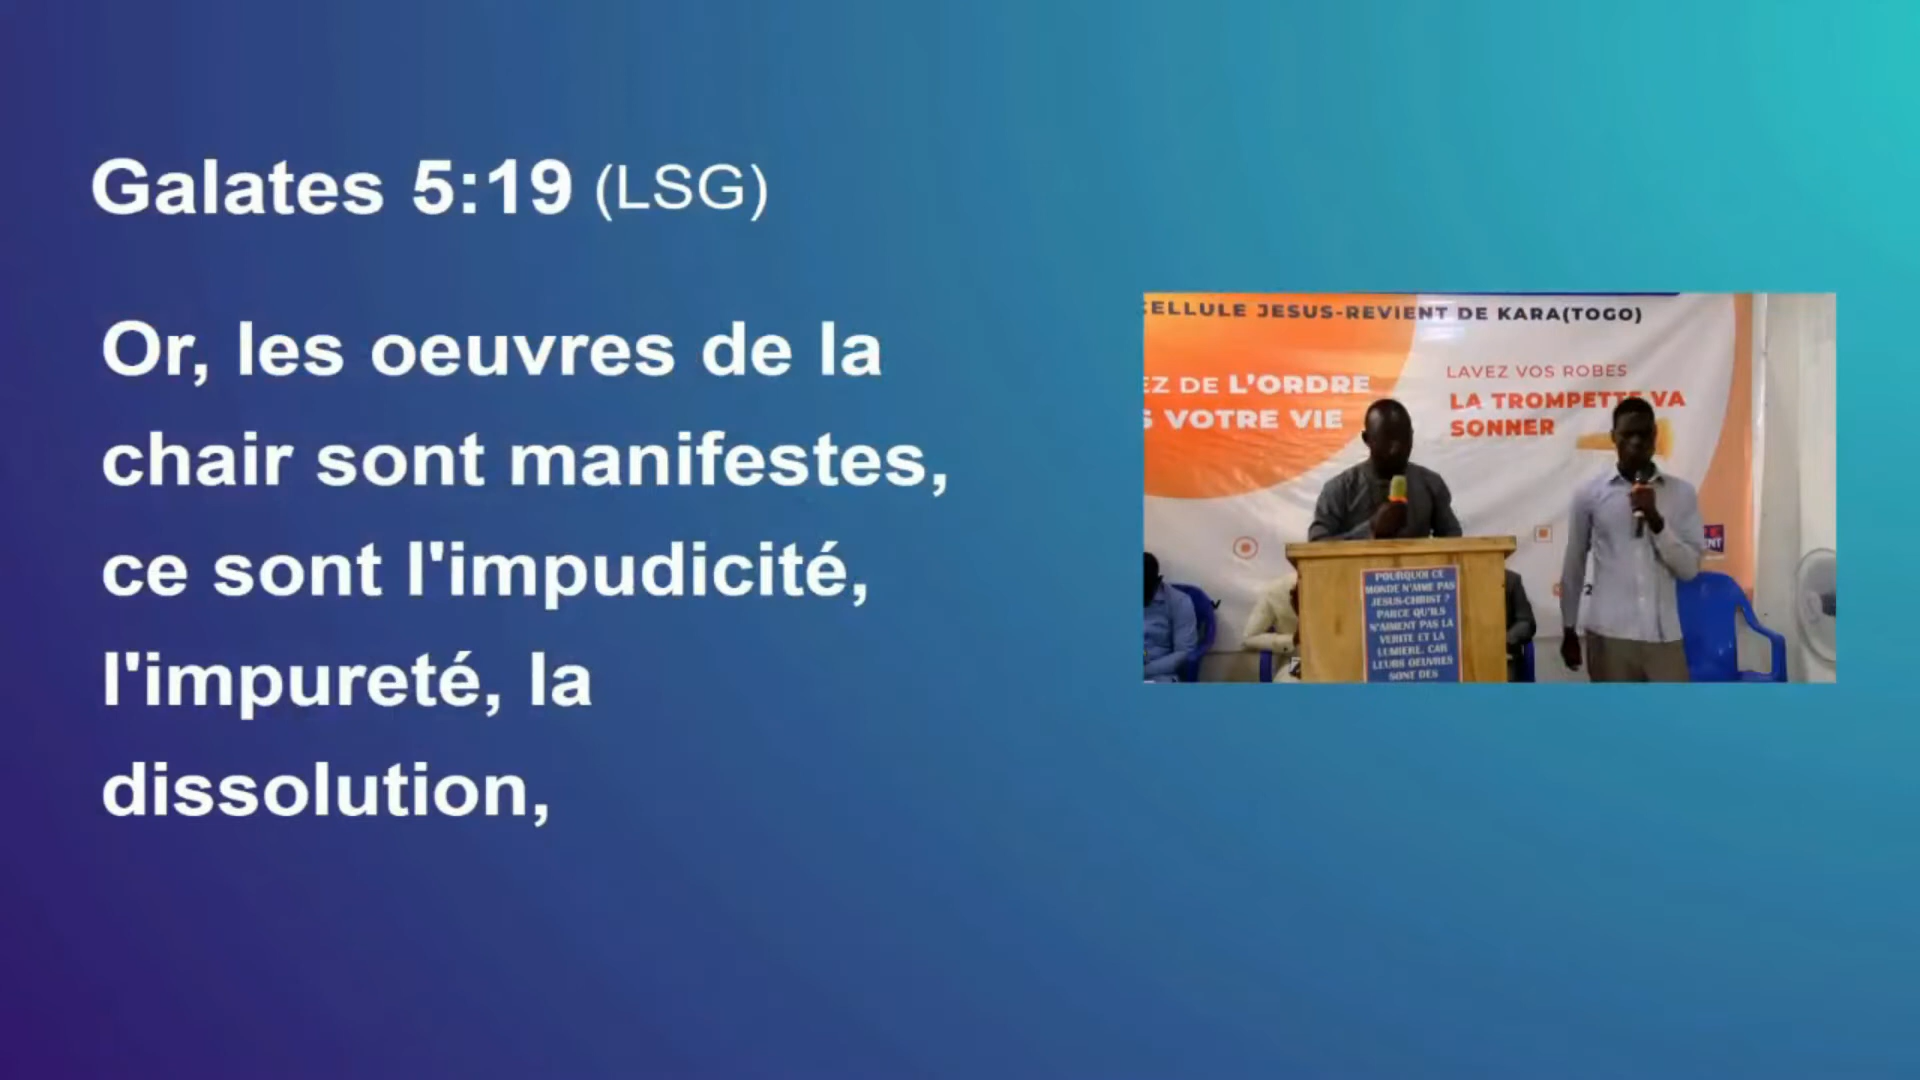 Galates 5:19 (LSG)
Or, les oeuvres de la
chair sont manifestes,
ce sont l'impudicité,
l'impureté, la
dissolution,
CELLULE JESUS-REVIENT DE KARA(TOGO)
EZ DE L'ORDRE
S VOTRE VIE
LAVEZ VOS ROBES
LA TROMPETTE VA
SONNER
POURQUOI CE
MONDE N'AIME PAS
JESUS-CHRIST ?
PARCE QU'ILS
N'AIMENT PAS LA
VERITE ET LA
LUMIERE. CAR
LEURS OEUVRES
SONT DES